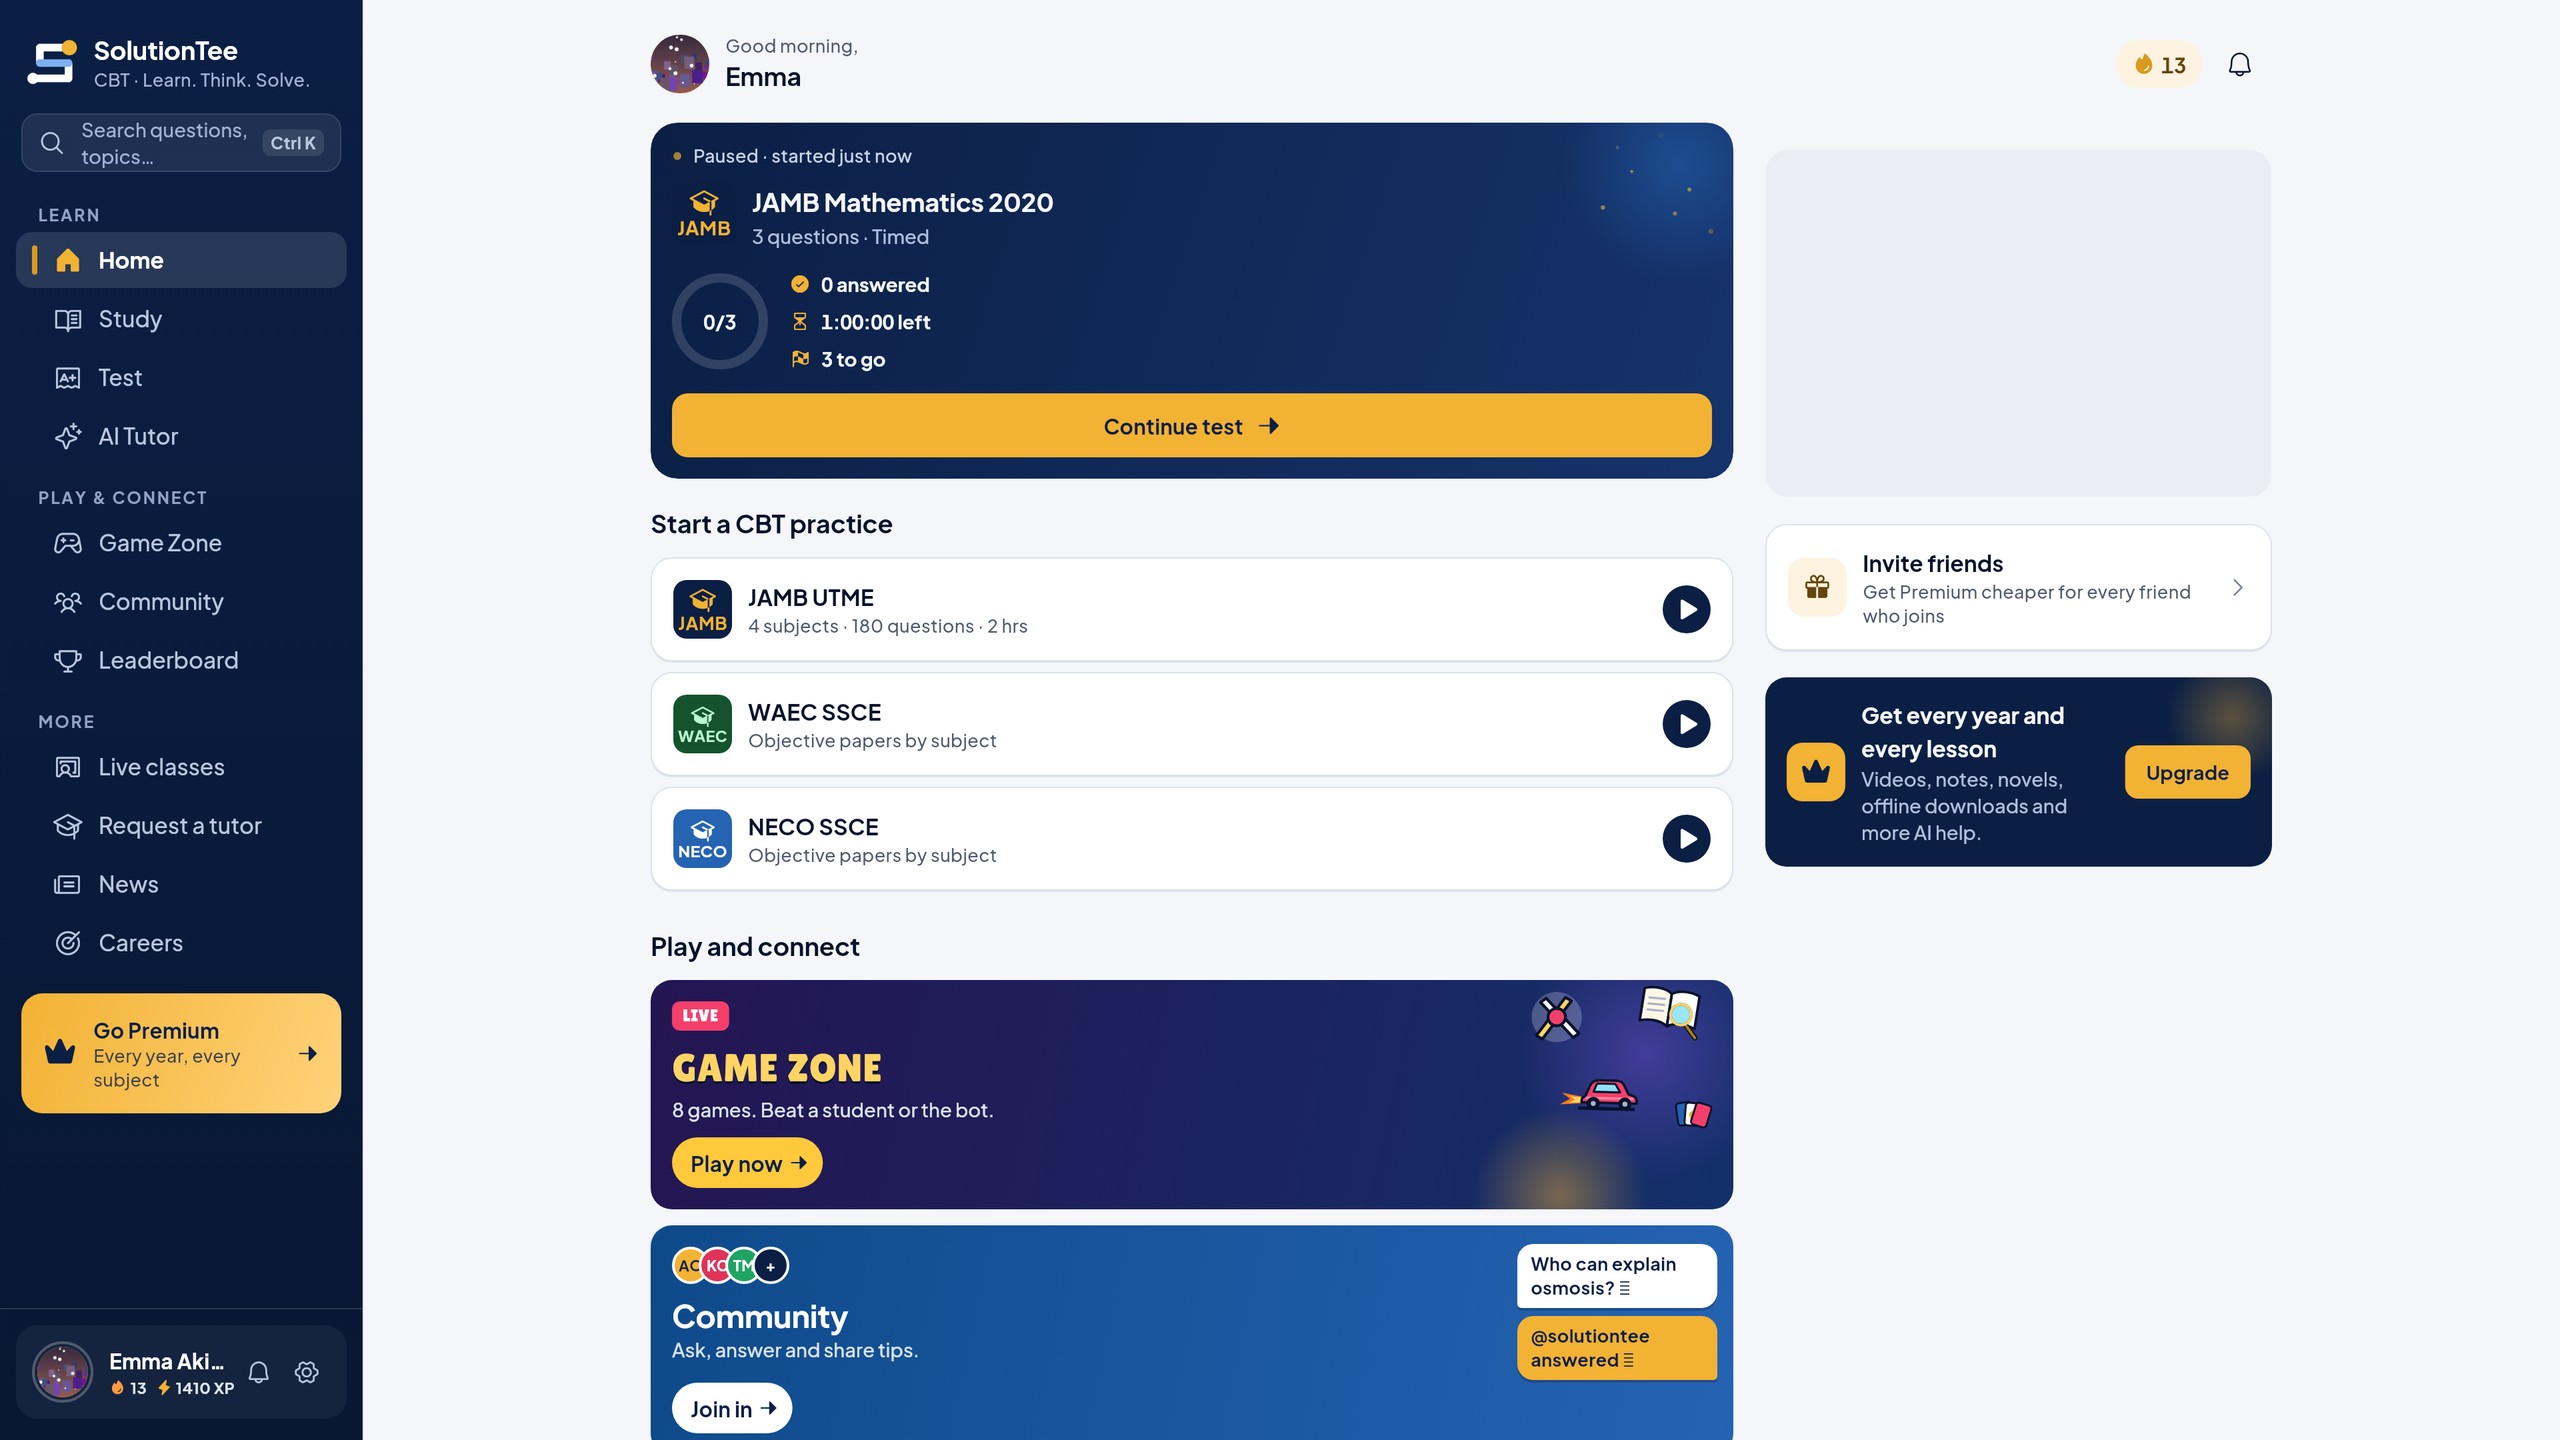 SolutionTee
CBT · Learn. Think. Solve.
Search questions,
topics...
Ctrl K
LEARN
Home
Study
Test
AI Tutor
PLAY & CONNECT
Game Zone
Community
Leaderboard
MORE
Live classes
Request a tutor
News
Careers
Go Premium
Every year, every
subject
Emma Aki...
13
1410 XP
Good morning,
Emma
13
Paused · started just now
JAMB
JAMB Mathematics 2020
3 questions · Timed
0/3
0 answered
1:00:00 left
3 to go
Continue test
Start a CBT practice
JAMB
JAMB UTME
4 subjects · 180 questions · 2 hrs
WAEC
WAEC SSCE
Objective papers by subject
NECO
NECO SSCE
Objective papers by subject
Play and connect
LIVE
GAME ZONE
8 games. Beat a student or the bot.
Play now
AC KO TM +
Community
Ask, answer and share tips.
Join in
Who can explain
osmosis?
@solutiontee
answered
Invite friends
Get Premium cheaper for every friend
who joins
Get every year and
every lesson
Videos, notes, novels,
offline downloads and
more AI help.
Upgrade